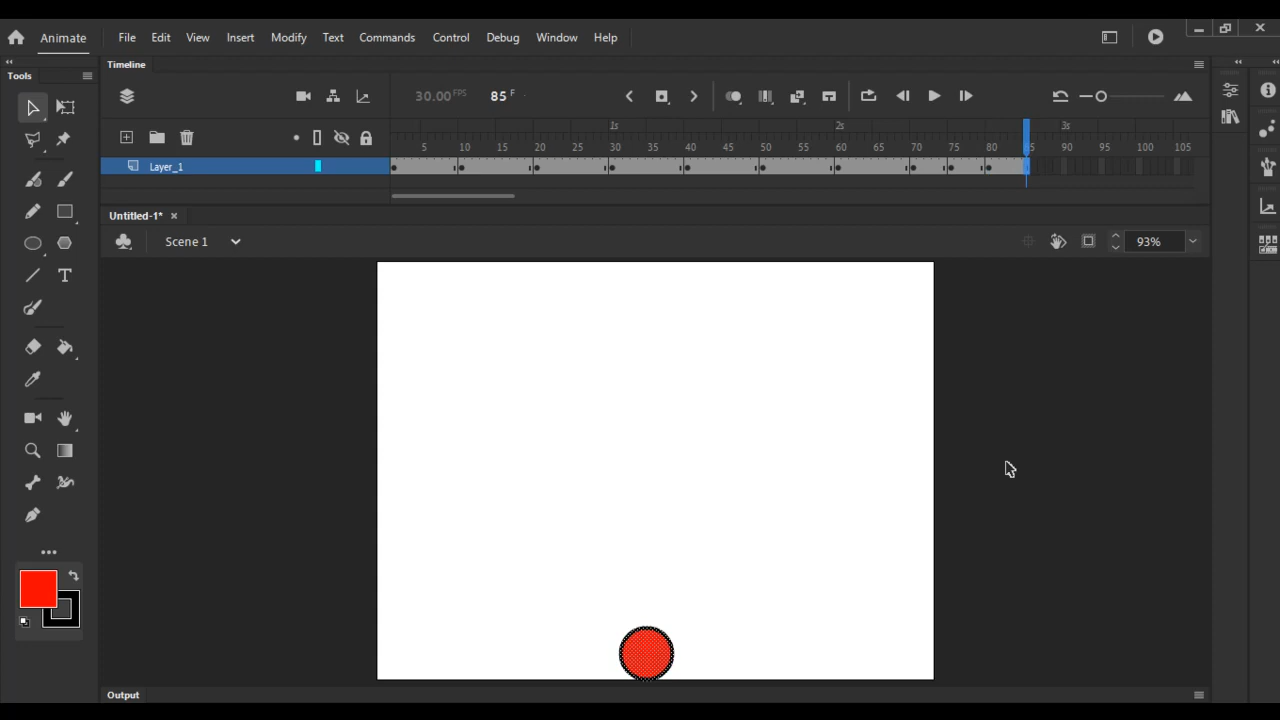 Animate File Edit View Insert Modify Text Commands Control Debug Window Help
Tools
Timeline
30.00 FPS 85 F
1s 2s 3s
5 10 15 20 25 30 35 40 45 50 55 60 65 70 75 80 85 90 95 100 105
Layer_1
Untitled-1*
Scene 1 93%
Output